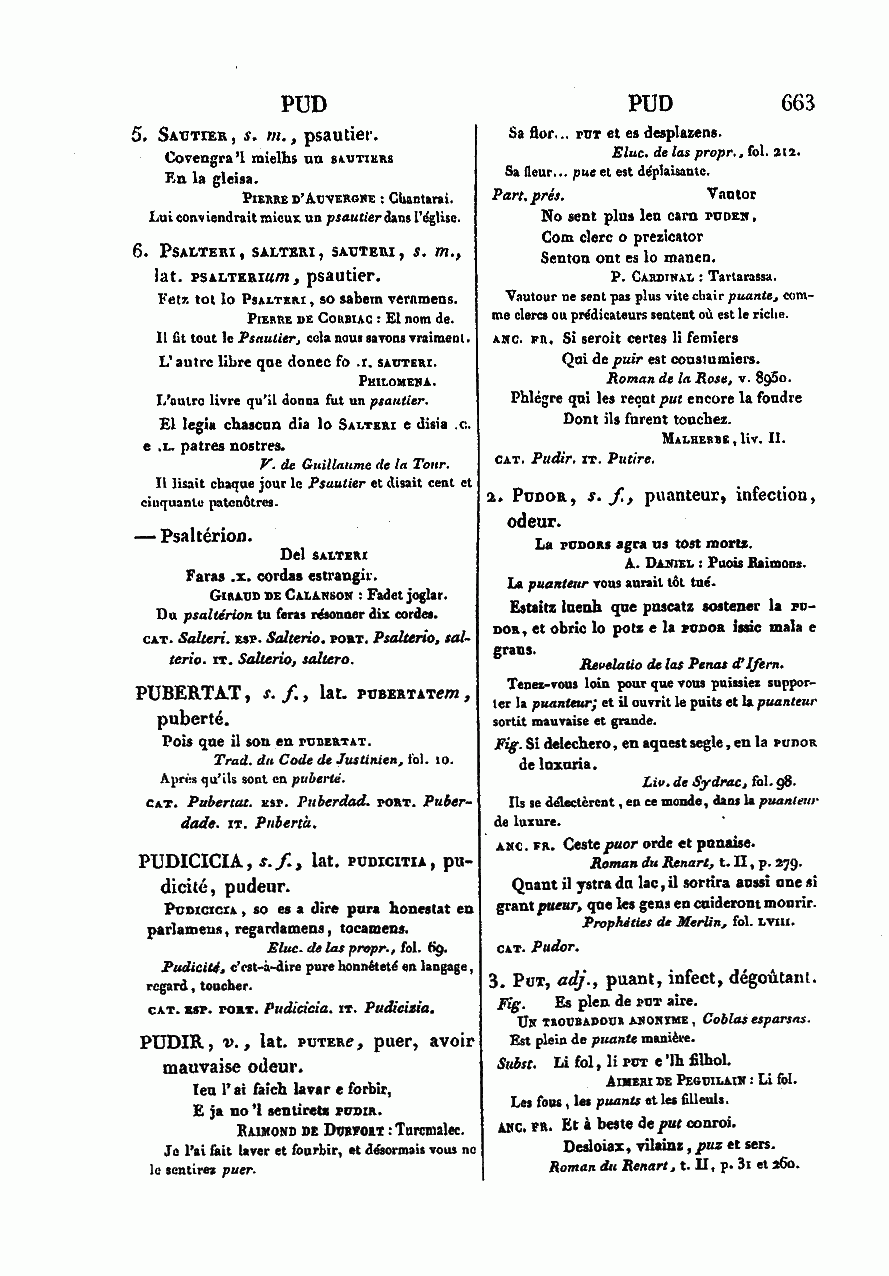 PUD
PUD 663
5. SAUTIER, s. m., psautier.
Covengra'l mielhs un SAUTIERS
En la gleisa.
PIERRE D'AUVERGNE : Chantarai.
Lui conviendrait mieux un psautier dans l'église.
6. PSALTERI, SALTERI, SAUTERI, s. m.,
lat. PSALTERIum, psautier.
Fetz tot lo PSALTERI, so sabem veramens.
PIERRE DE CORBIAC : El nom de.
Il fit tout le Psautier, cela nous savons vraiment.
L'autre libre que donec fo .I. SAUTERI.
PHILOMENA.
L'autre livre qu'il donna fut un psautier.
El legia chascun dia lo SALTERI e disia .C.
e .L. patres nostres.
V. de Guillaume de la Tour.
Il lisait chaque jour le Psautier et disait cent et
cinquante patenôtres.
— Psaltérion.
Del SALTERI
Faras .X. cordas estrangir.
GIRAUD DE CALANSON : Fadet joglar.
Du psaltérion tu feras résonner dix cordes.
CAT. Salteri. ESP. Salterio. PORT. Psalterio, sal-
terio. IT. Salterio, saltero.
PUBERTAT, s. f., lat. PUBERTATem,
puberté.
Pois que il son en PUBERTAT.
Trad. du Code de Justinien, fol. 10.
Après qu'ils sont en puberté.
CAT. Pubertat. ESP. Puberdad. PORT. Puber-
dade. IT. Pubertà.
PUDICICIA, s. f., lat. PUDICITIA, pu-
dicité, pudeur.
PUDICICIA, so es a dire pura honestat en
parlamens, regardamens, tocamens.
Eluc. de las propr., fol. 69.
Pudicité, c'est-à-dire pure honnêteté en langage,
regard, toucher.
CAT. ESP. PORT. Pudicicia. IT. Pudicizia.
PUDIR, v., lat. PUTERe, puer, avoir
mauvaise odeur.
Ieu l'ai faich lavar e forbir,
E ja no'l sentiretz PUDIR.
RAIMOND DE DURFORT : Turcmalec.
Je l'ai fait laver et fourbir, et désormais vous ne
le sentirez puer.
Sa flor... PUT et es desplazens.
Eluc. de las propr., fol. 212.
Sa fleur... pue et est déplaisante.
Part. prés. Vautor
No sent plus leu carn PUDEN,
Com clerc o prezicator
Senton ont es lo manen.
P. CARDINAL : Tartarassa.
Vautour ne sent pas plus vite chair puante, com-
me clercs ou prédicateurs sentent où est le riche.
ANC. FR. Si seroit certes li femiers
Qui de puir est coustumiers.
Roman de la Rose, v. 8950.
Phlégre qui les reçut put encore la foudre
Dont ils furent touchez.
MALHERBE, liv. II.
CAT. Pudir. IT. Putire.
2. PUDOR, s. f., puanteur, infection,
odeur.
La PUDORS agra us tost mortz.
A. DANIEL : Puois Raimons.
La puanteur vous aurait tôt tué.
Estaitz luenh que puscatz sostener la PU-
DOR, et obric lo potz e la PUDOR issic mala e
grans.
Revelatio de las Penas d'Ifern.
Tenez-vous loin pour que vous puissiez suppor-
ter la puanteur; et il ouvrit le puits et la puanteur
sortit mauvaise et grande.
Fig. Si delechero, en aquest segle, en la PUDOR
de luxuria.
Liv. de Sydrac, fol. 98.
Ils se délectèrent, en ce monde, dans la puanteur
de luxure.
ANC. FR. Ceste puor orde et punaise.
Roman du Renart, t. II, p. 279.
Quant il ystra du lac, il sortira aussi une si
grant pueur, que les gens en cuideront mourir.
Prophéties de Merlin, fol. LVIII.
CAT. Pudor.
3. PUT, adj., puant, infect, dégoûtant.
Fig. Es plen de PUT aire.
UN TROUBADOUR ANONYME, Coblas esparsas.
Est plein de puante manière.
Subst. Li fol, li PUT e'lh filhol.
AIMERI DE PEGUILAIN : Li fol.
Les fous, les puants et les filleuls.
ANC. FR. Et à beste de put conroi.
Desloiax, vilainz, puz et sers.
Roman du Renart, t. II, p. 31 et 260.